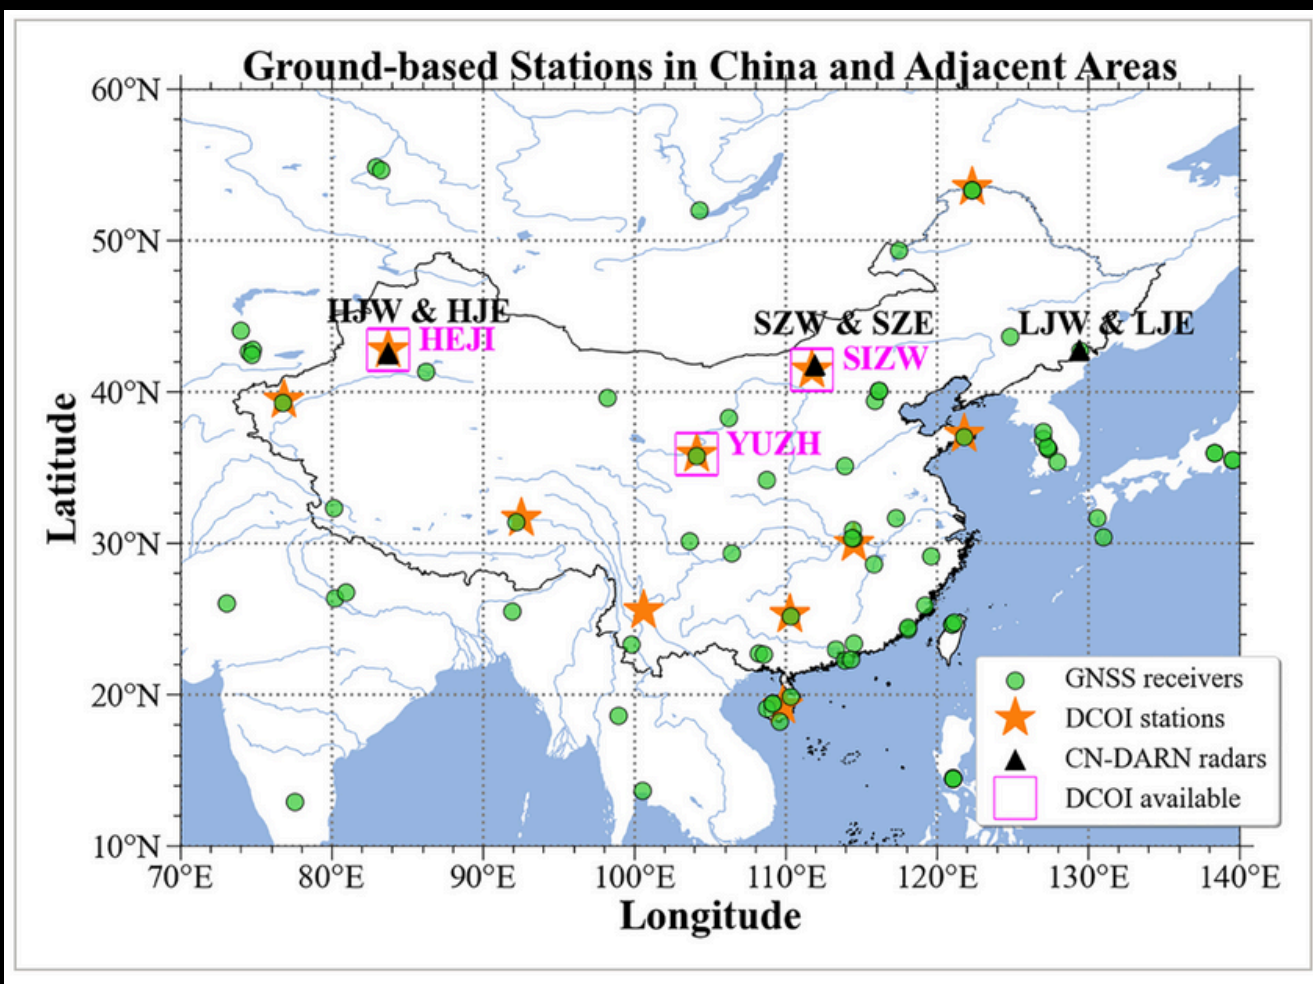 Ground-based Stations in China and Adjacent Areas
60°N
50°N
40°N
30°N
20°N
10°N
Latitude
HJW & HJE
HEJI
SZW & SZE
SIZW
LJW & LJE
YUZH
GNSS receivers
DCOI stations
CN-DARN radars
DCOI available
70°E 80°E 90°E 100°E 110°E 120°E 130°E 140°E
Longitude